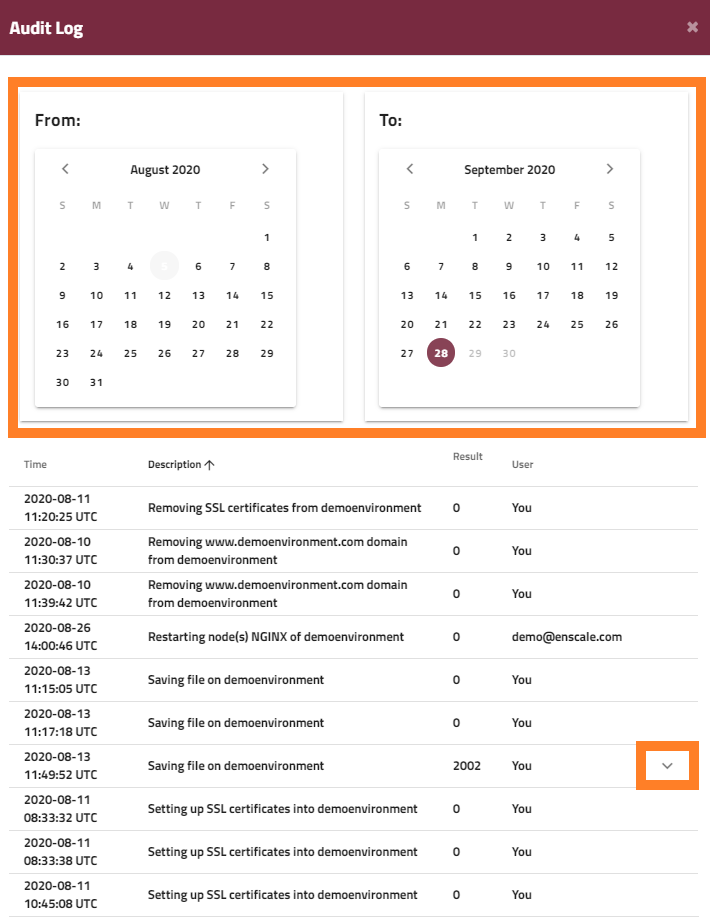 Audit Log ×
From:
August 2020
S M T W T F S
1
2 3 4 5 6 7 8
9 10 11 12 13 14 15
16 17 18 19 20 21 22
23 24 25 26 27 28 29
30 31
To:
September 2020
S M T W T F S
1 2 3 4 5
6 7 8 9 10 11 12
13 14 15 16 17 18 19
20 21 22 23 24 25 26
27 28 29 30
Time Description ↑ Result User
2020-08-11
11:20:25 UTC
Removing SSL certificates from demoenvironment 0 You
2020-08-10
11:30:37 UTC
Removing www.demoenvironment.com domain
from demoenvironment
0 You
2020-08-10
11:39:42 UTC
Removing www.demoenvironment.com domain
from demoenvironment
0 You
2020-08-26
14:00:46 UTC
Restarting node(s) NGINX of demoenvironment 0 demo@enscale.com
2020-08-13
11:15:05 UTC
Saving file on demoenvironment 0 You
2020-08-13
11:17:18 UTC
Saving file on demoenvironment 0 You
2020-08-13
11:49:52 UTC
Saving file on demoenvironment 2002 You
2020-08-11
08:33:32 UTC
Setting up SSL certificates into demoenvironment 0 You
2020-08-11
08:33:38 UTC
Setting up SSL certificates into demoenvironment 0 You
2020-08-11
10:45:08 UTC
Setting up SSL certificates into demoenvironment 0 You